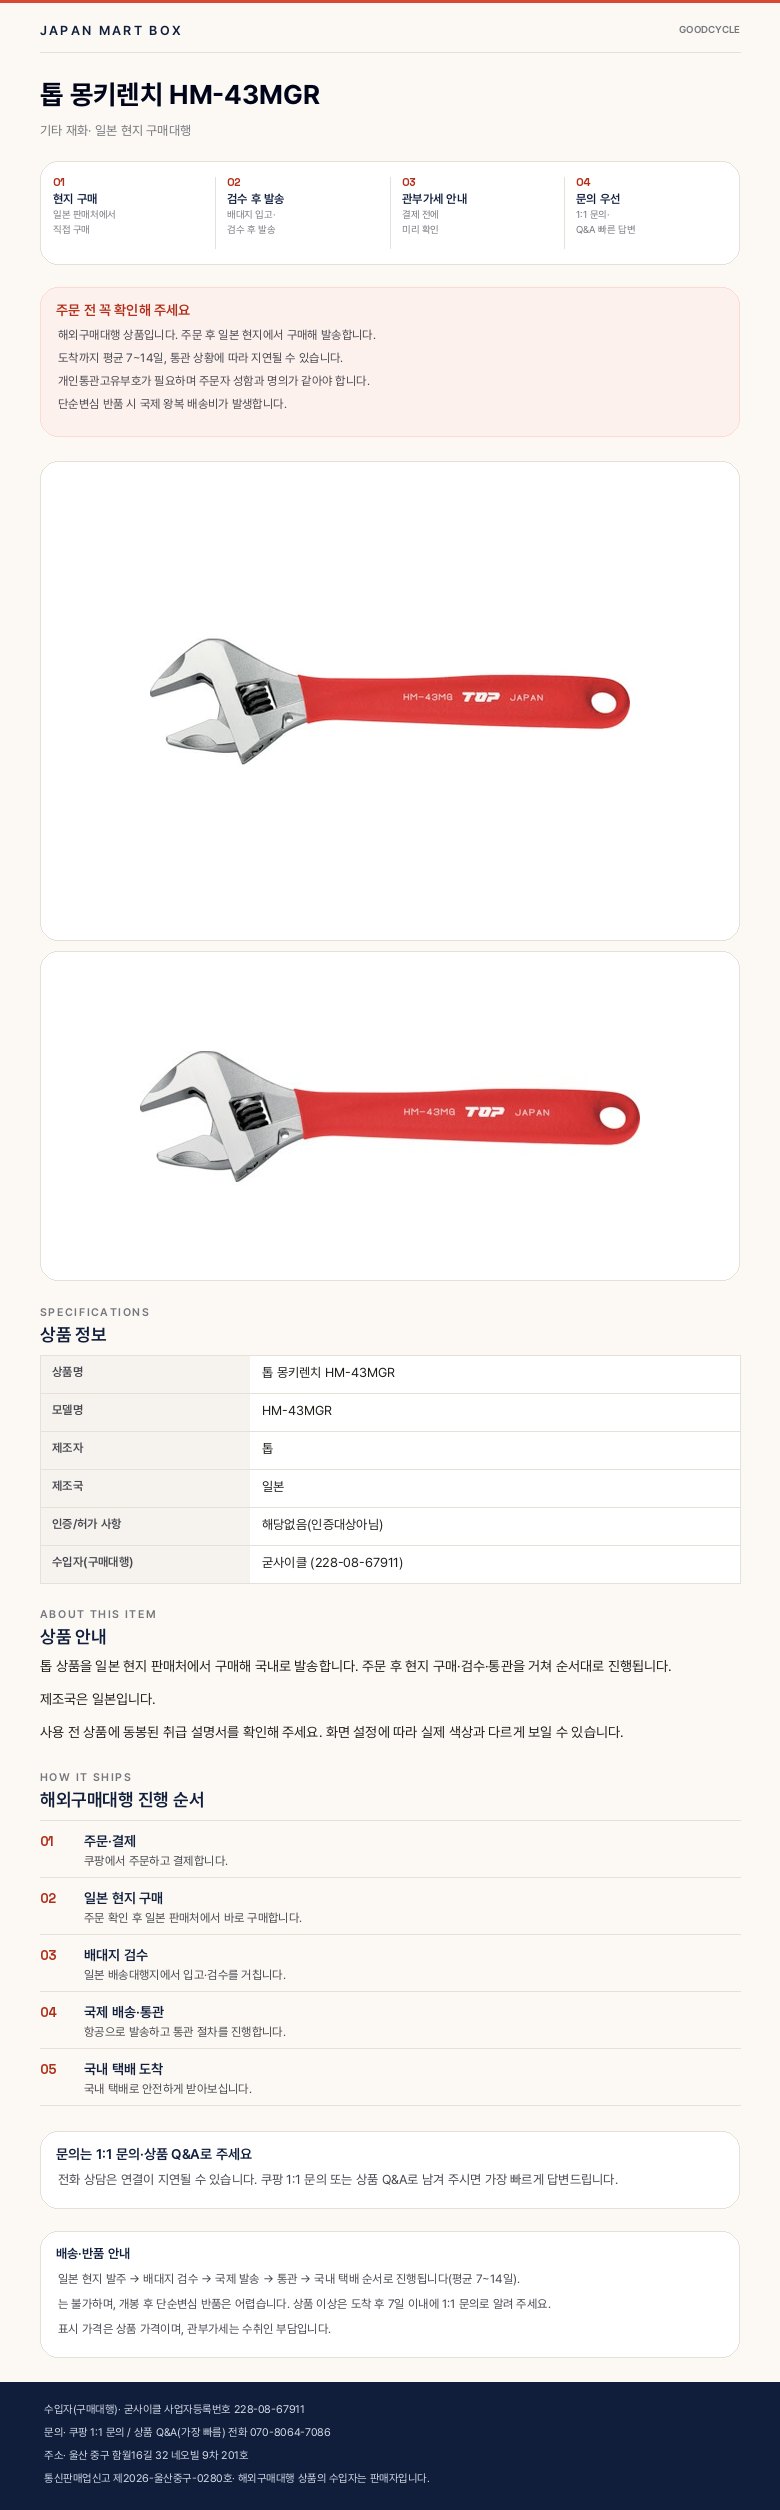 JAPAN MART BOX
GOODCYCLE
톱 몽키렌치 HM-43MGR
기타 재화· 일본 현지 구매대행
01
현지 구매
일본 판매처에서
직접 구매
02
검수 후 발송
배대지 입고·
검수 후 발송
03
관부가세 안내
결제 전에
미리 확인
04
문의 우선
1:1 문의·
Q&A 빠른 답변
주문 전 꼭 확인해 주세요
해외구매대행 상품입니다. 주문 후 일본 현지에서 구매해 발송합니다.
도착까지 평균 7~14일, 통관 상황에 따라 지연될 수 있습니다.
개인통관고유부호가 필요하며 주문자 성함과 명의가 같아야 합니다.
단순변심 반품 시 국제 왕복 배송비가 발생합니다.
HM-43MG TOP JAPAN
HM-43MG TOP JAPAN
SPECIFICATIONS
상품 정보
상품명 톱 몽키렌치 HM-43MGR
모델명 HM-43MGR
제조자 톱
제조국 일본
인증/허가 사항 해당없음(인증대상아님)
수입자(구매대행) 굳사이클 (228-08-67911)
ABOUT THIS ITEM
상품 안내
톱 상품을 일본 현지 판매처에서 구매해 국내로 발송합니다. 주문 후 현지 구매·검수·통관을 거쳐 순서대로 진행됩니다.
제조국은 일본입니다.
사용 전 상품에 동봉된 취급 설명서를 확인해 주세요. 화면 설정에 따라 실제 색상과 다르게 보일 수 있습니다.
HOW IT SHIPS
해외구매대행 진행 순서
01 주문·결제
쿠팡에서 주문하고 결제합니다.
02 일본 현지 구매
주문 확인 후 일본 판매처에서 바로 구매합니다.
03 배대지 검수
일본 배송대행지에서 입고·검수를 거칩니다.
04 국제 배송·통관
항공으로 발송하고 통관 절차를 진행합니다.
05 국내 택배 도착
국내 택배로 안전하게 받아보십니다.
문의는 1:1 문의·상품 Q&A로 주세요
전화 상담은 연결이 지연될 수 있습니다. 쿠팡 1:1 문의 또는 상품 Q&A로 남겨 주시면 가장 빠르게 답변드립니다.
배송·반품 안내
일본 현지 발주 → 배대지 검수 → 국제 발송 → 통관 → 국내 택배 순서로 진행됩니다(평균 7~14일).
는 불가하며, 개봉 후 단순변심 반품은 어렵습니다. 상품 이상은 도착 후 7일 이내에 1:1 문의로 알려 주세요.
표시 가격은 상품 가격이며, 관부가세는 수취인 부담입니다.
수입자(구매대행)· 굳사이클 사업자등록번호 228-08-67911
문의· 쿠팡 1:1 문의 / 상품 Q&A(가장 빠름) 전화 070-8064-7086
주소· 울산 중구 함월16길 32 네오빌 9차 201호
통신판매업신고 제2026-울산중구-0280호· 해외구매대행 상품의 수입자는 판매자입니다.